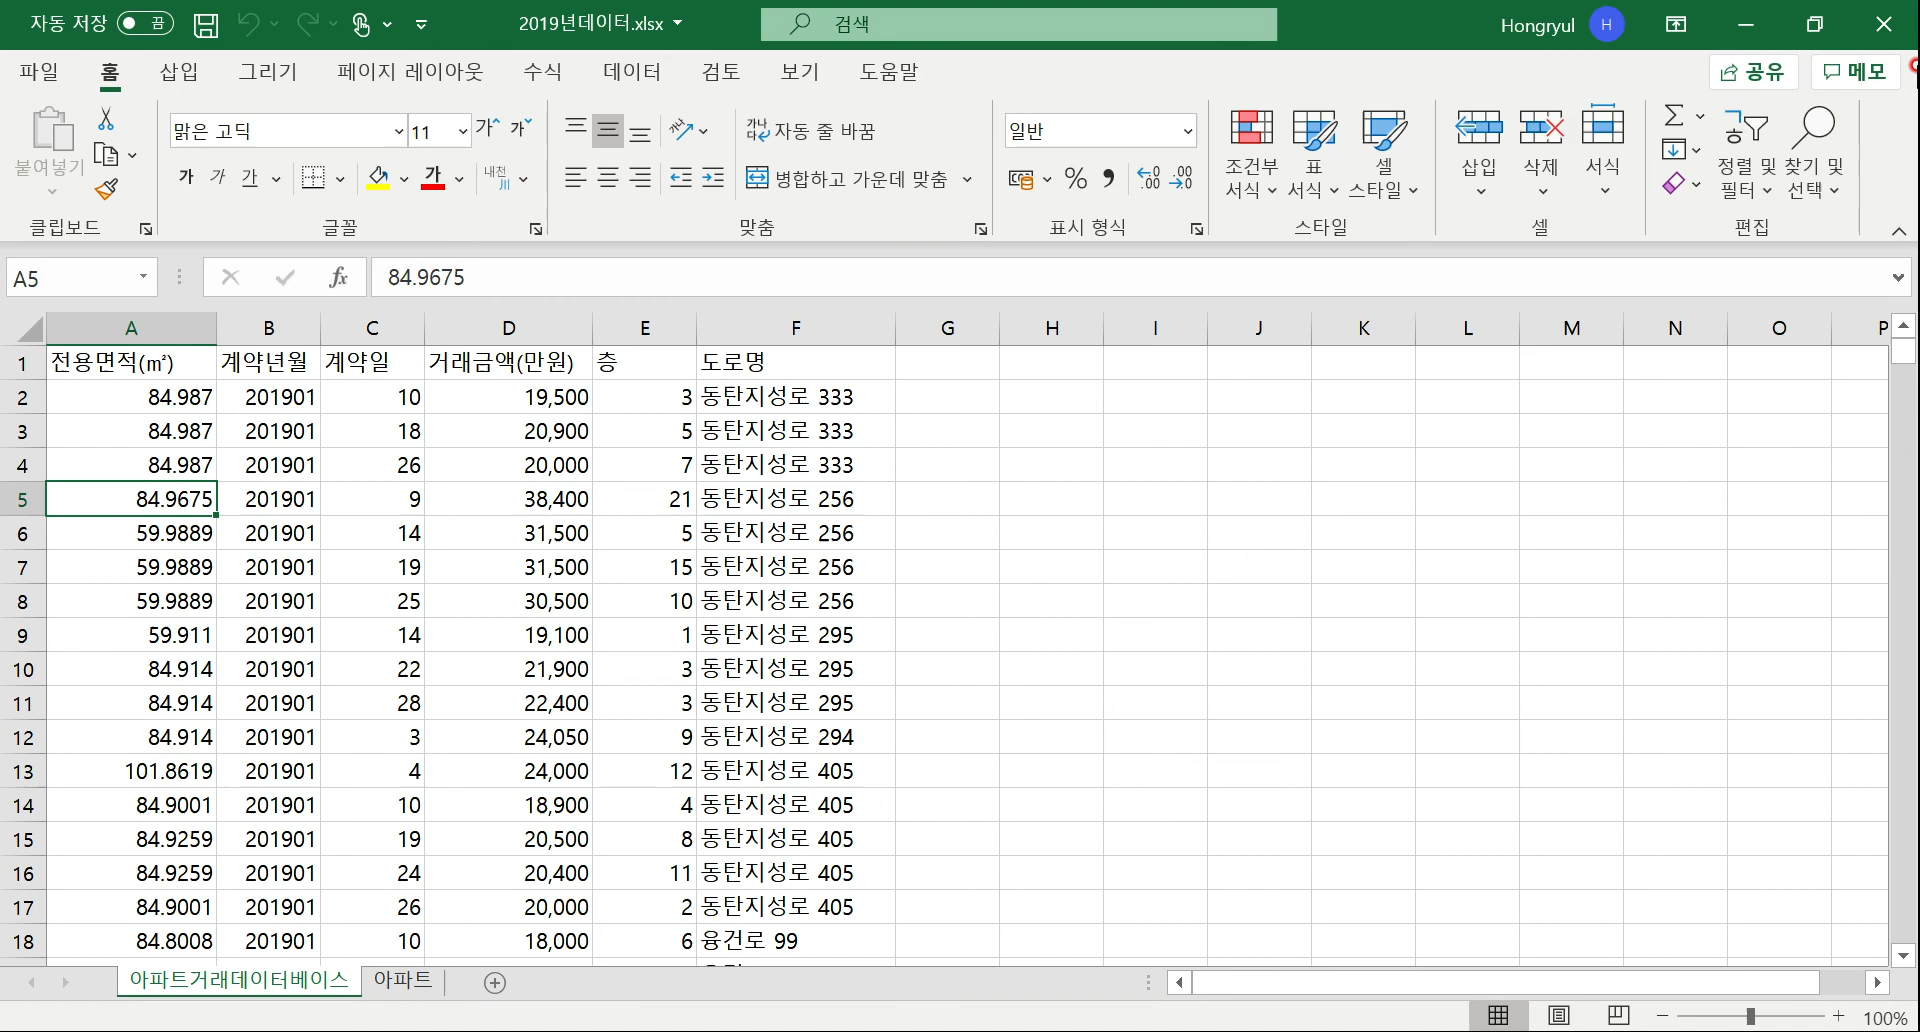 자동 저장 끔 2019년데이터.xlsx 검색 Hongryul H
파일 홈 삽입 그리기 페이지 레이아웃 수식 데이터 검토 보기 도움말 공유 메모
붙여넣기 맑은 고딕 11 가 가 가 가 가 가 내천 가나다 자동 줄 바꿈 병합하고 가운데 맞춤 일반 조건부 서식 표 서식 셀 스타일 삽입 삭제 서식 정렬 및 필터 찾기 및 선택
클립보드 글꼴 맞춤 표시 형식 스타일 셀 편집
A5 fx 84.9675
A B C D E F G H I J K L M N O P
1 전용면적(㎡) 계약년월 계약일 거래금액(만원) 층 도로명
2 84.987 201901 10 19,500 3 동탄지성로 333
3 84.987 201901 18 20,900 5 동탄지성로 333
4 84.987 201901 26 20,000 7 동탄지성로 333
5 84.9675 201901 9 38,400 21 동탄지성로 256
6 59.9889 201901 14 31,500 5 동탄지성로 256
7 59.9889 201901 19 31,500 15 동탄지성로 256
8 59.9889 201901 25 30,500 10 동탄지성로 256
9 59.911 201901 14 19,100 1 동탄지성로 295
10 84.914 201901 22 21,900 3 동탄지성로 295
11 84.914 201901 28 22,400 3 동탄지성로 295
12 84.914 201901 3 24,050 9 동탄지성로 294
13 101.8619 201901 4 24,000 12 동탄지성로 405
14 84.9001 201901 10 18,900 4 동탄지성로 405
15 84.9259 201901 19 20,500 8 동탄지성로 405
16 84.9259 201901 24 20,400 11 동탄지성로 405
17 84.9001 201901 26 20,000 2 동탄지성로 405
18 84.8008 201901 10 18,000 6 융건로 99
아파트거래데이터베이스 아파트
100%